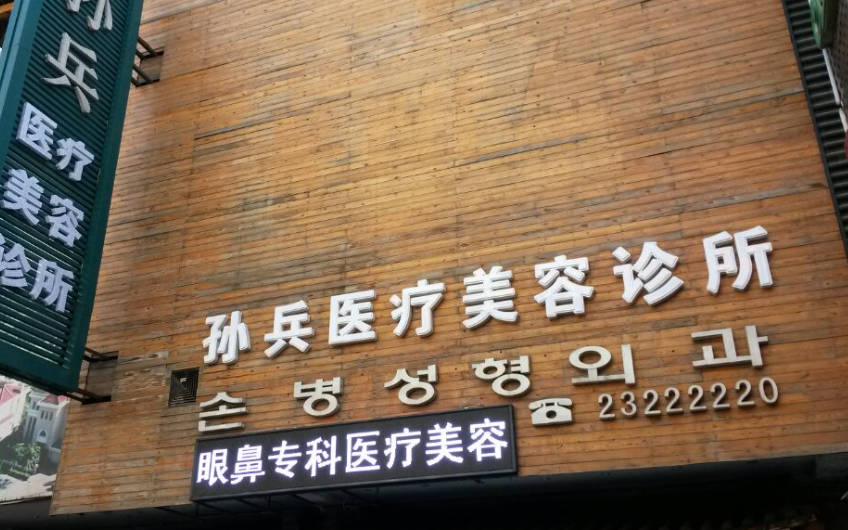 孙兵
医疗
美容
诊所
孙兵医疗美容诊所
손병성형외과
☎23222220
眼鼻专科医疗美容